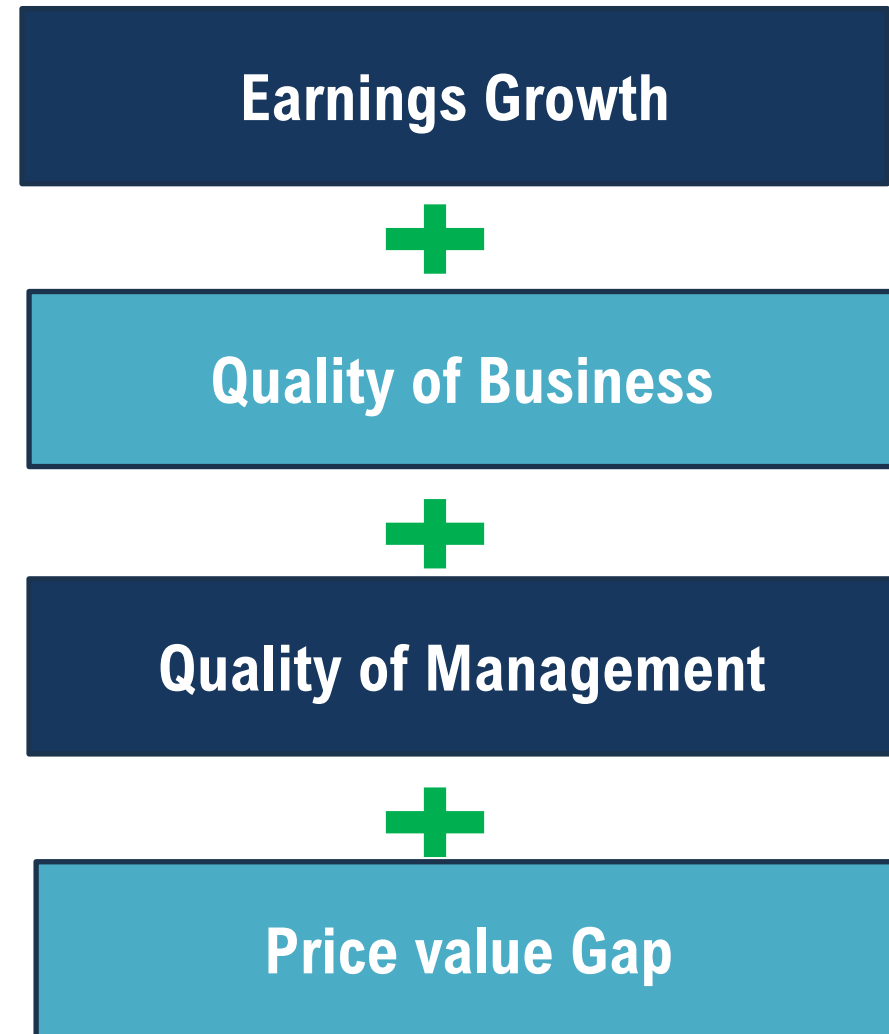 Earnings Growth
Quality of Business
Quality of Management
Price value Gap